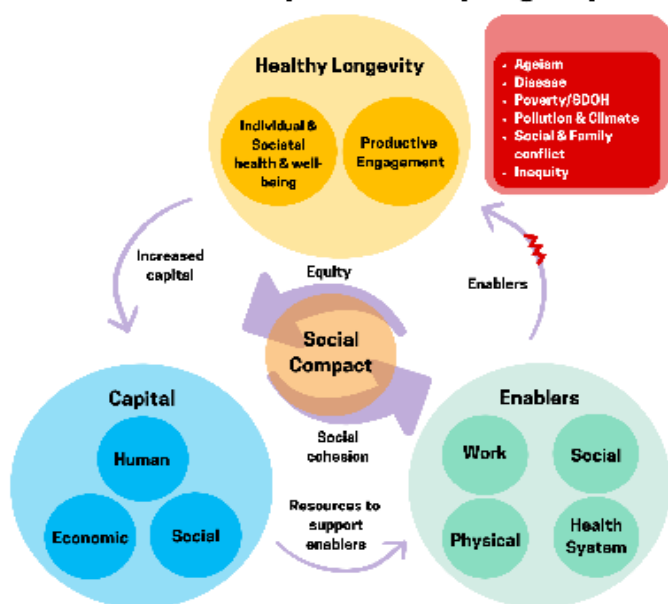 Healthy Longevity
Individual &
Societal
health & well-
being
Productive
Engagement
- Ageism
- Disease
- Poverty/SDOH
- Pollution & Climate
- Social & Family
conflict
- Inequity
Increased
capital
Equity
Enablers
Social
Compact
Capital
Human
Economic
Social
Social
cohesion
Resources to
support
enablers
Enablers
Work
Social
Physical
Health
System